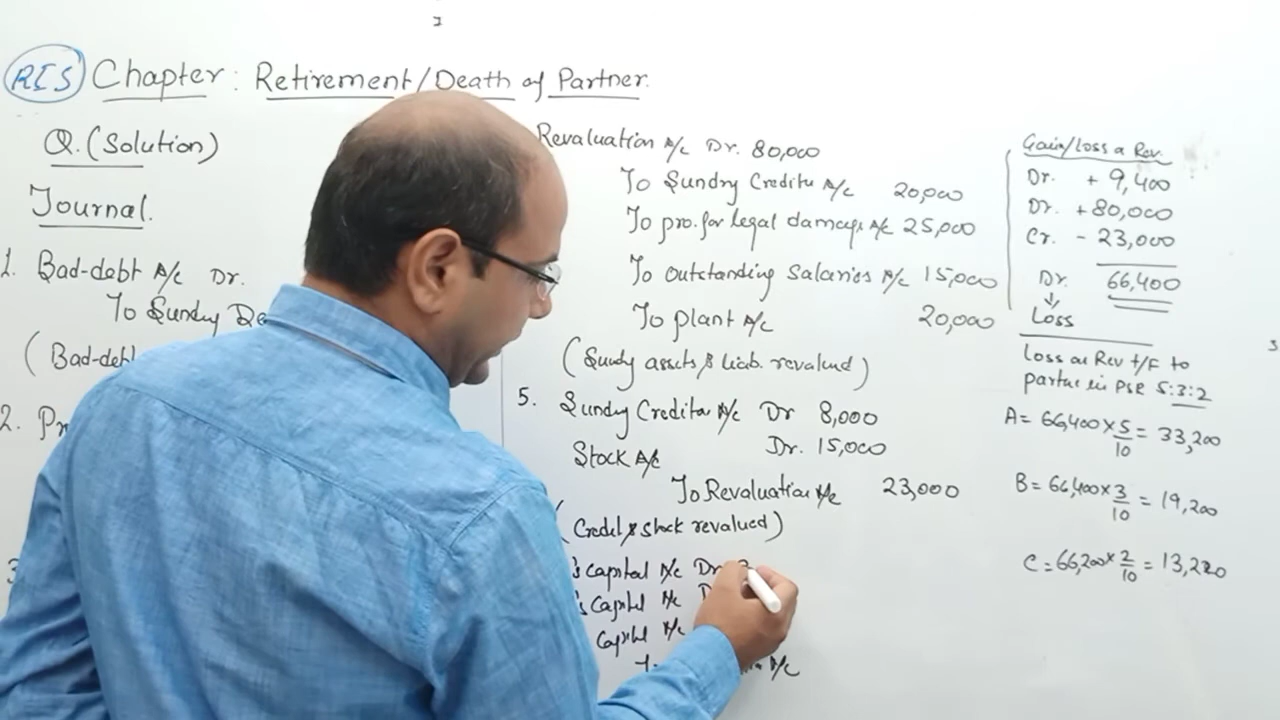 RIS Chapter: Retirement/Death of Partner.
Q. (Solution)
Journal.
1. Bad-debt A/c Dr.
To Sundry De
(Bad-debt
2. Pr
3
Revaluation A/c Dr. 80,000
To Sundry Creditor A/c 20,000
To pro. for legal damage A/c 25,000
To outstanding salaries A/c 15,000
To plant A/c 20,000
(Sundry assets & liab. revalued)
5. Sundry Creditor A/c Dr 8,000
Stock A/c Dr. 15,000
To Revaluation A/c 23,000
(Credit & stock revalued)
's capital A/c Dr
's Capital A/c
Capital A/c
A/c
Gain/Loss on Rev.
Dr. + 9,400
Dr. + 80,000
Cr. - 23,000
Dr. 66,400
Loss
Loss on Rev t/f to
partner in PSR 5:3:2
A = 66,400 × 5/10 = 33,200
B = 66,400 × 3/10 = 19,200
C = 66,200 × 2/10 = 13,220